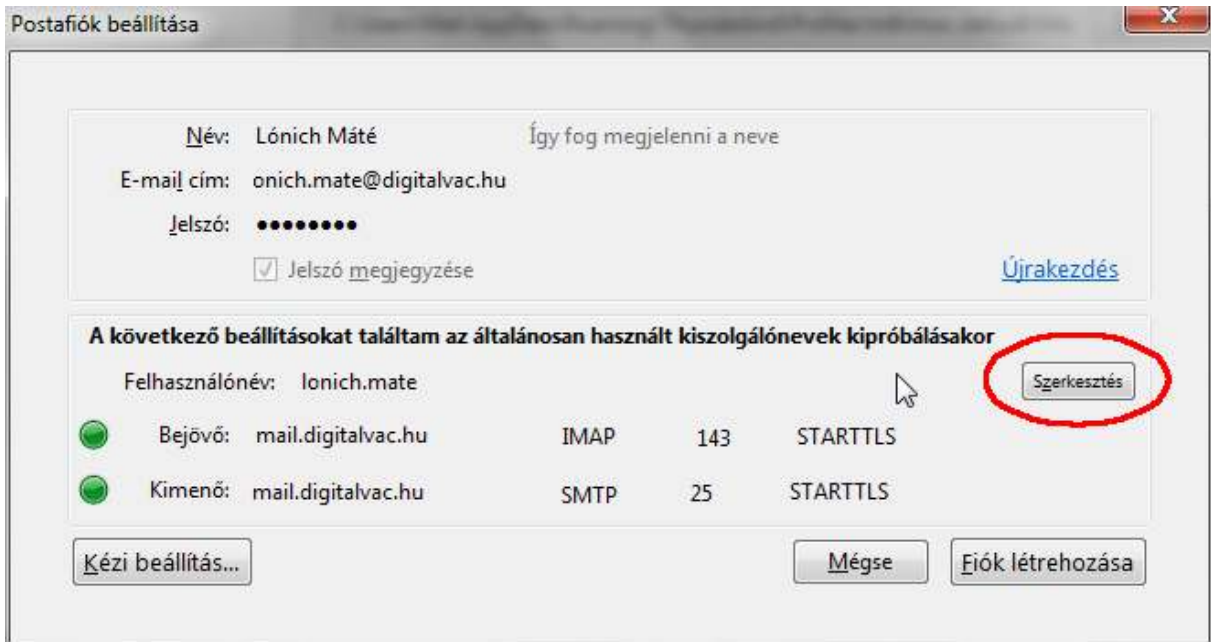 Postafiók beállítása
Név: Lónich Máté Így fog megjelenni a neve
E-mail cím: onich.mate@digitalvac.hu
Jelszó: ●●●●●●●●
Jelszó megjegyzése Újrakezdés
A következő beállításokat találtam az általánosan használt kiszolgálónevek kipróbálásakor
Felhasználónév: lonich.mate Szerkesztés
Bejövő: mail.digitalvac.hu IMAP 143 STARTTLS
Kimenő: mail.digitalvac.hu SMTP 25 STARTTLS
Kézi beállítás... Mégse Fiók létrehozása